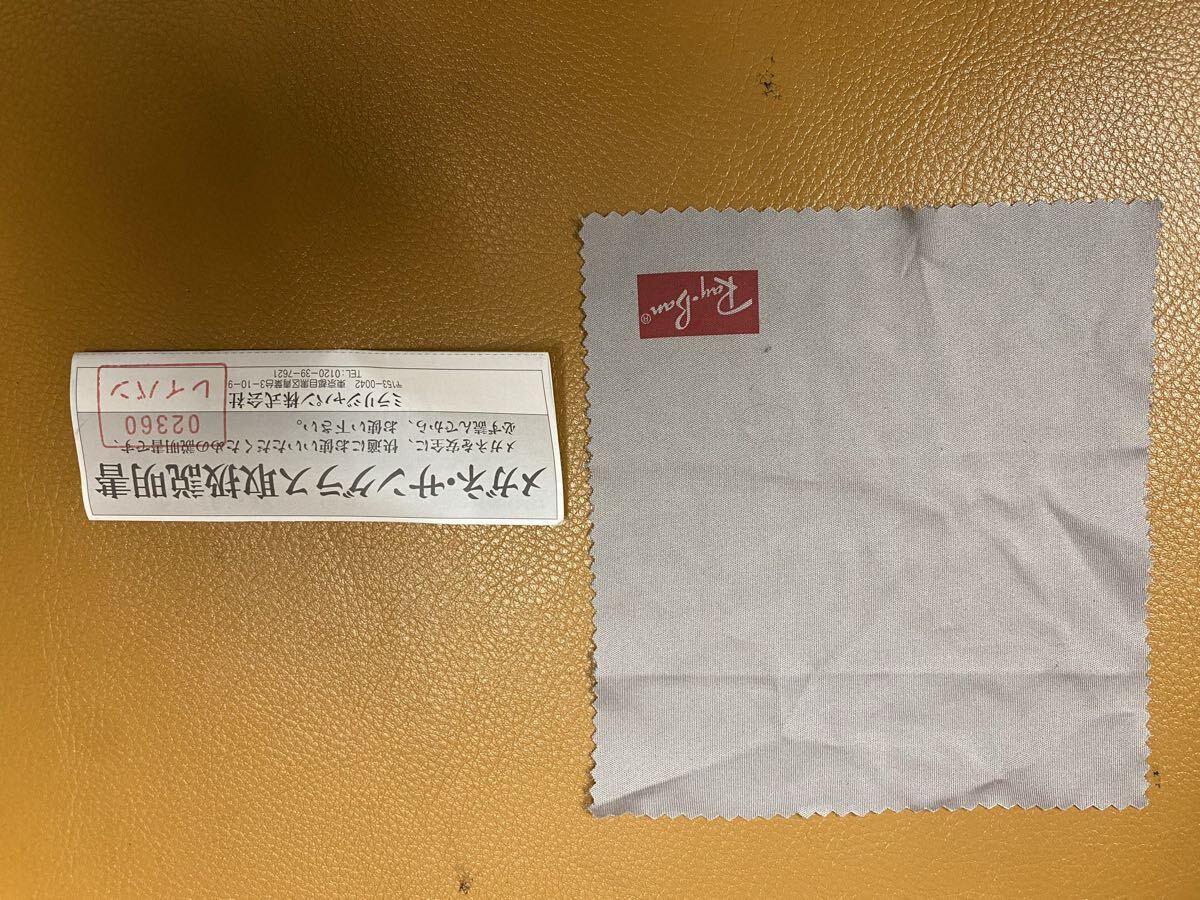 メガネ・サングラス取扱説明書
メガネを安全に、快適にお使いいただくための説明書です。
必ず読んでから、お使い下さい。
ミラリジャパン株式会社
〒153-0042 東京都目黒区青葉台3-10-9
TEL:0120-39-7621
02360
レイバン
Ray-Ban®